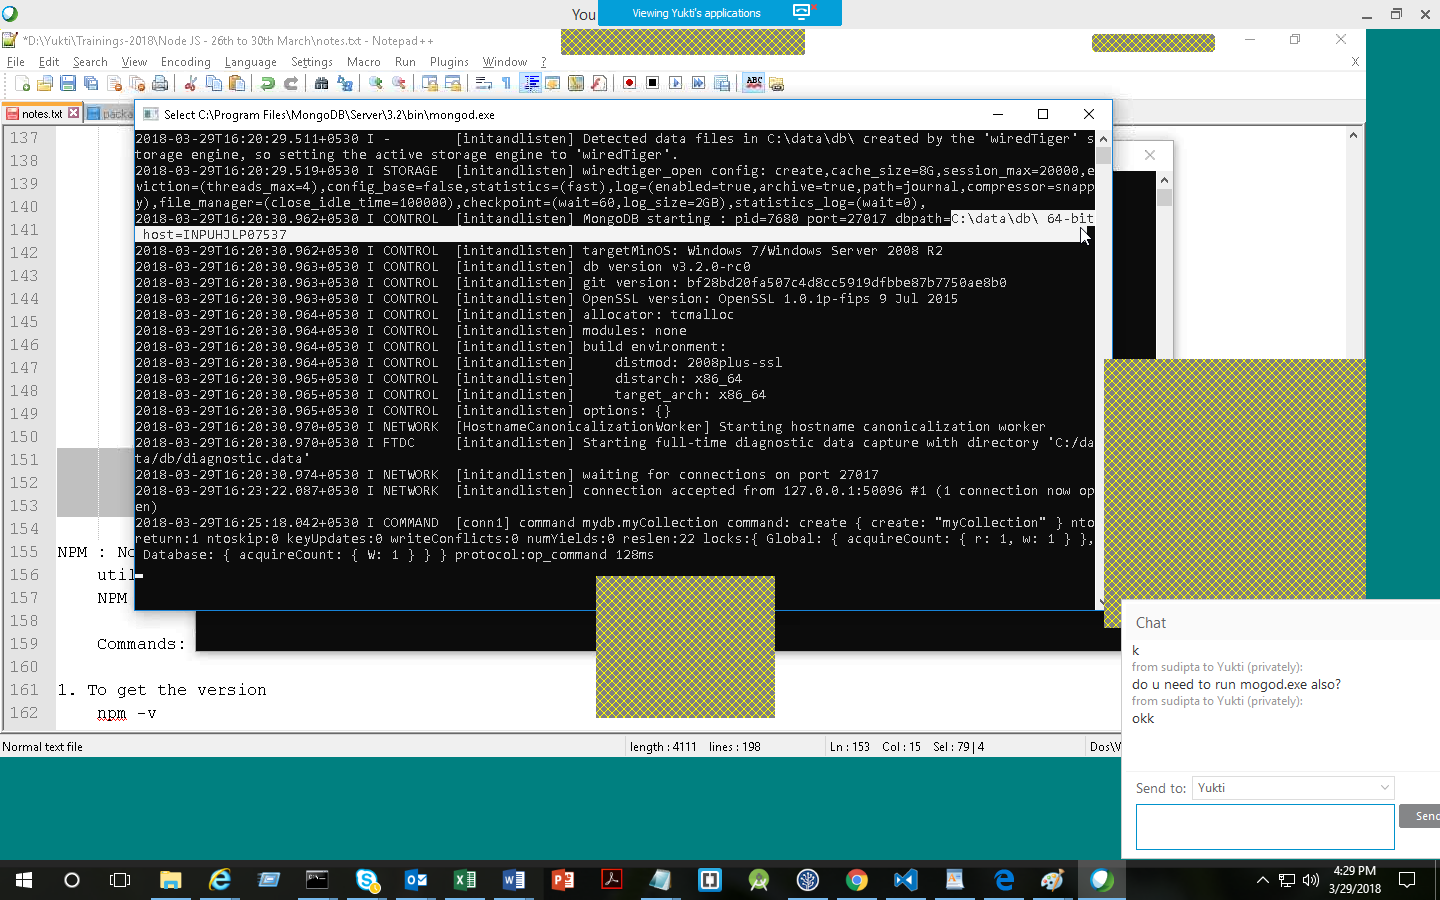 You
Viewing Yukti's applications
*D:\Yukti\Trainings-2018\Node JS - 26th to 30th March\notes.txt - Notepad++
File Edit Search View Encoding Language Settings Macro Run Plugins Window ? X
notes.txt packa
Select C:\Program Files\MongoDB\Server\3.2\bin\mongod.exe
2018-03-29T16:20:29.511+0530 I - [initandlisten] Detected data files in C:\data\db\ created by the 'wiredTiger' s
torage engine, so setting the active storage engine to 'wiredTiger'.
2018-03-29T16:20:29.519+0530 I STORAGE [initandlisten] wiredtiger_open config: create,cache_size=8G,session_max=20000,e
viction=(threads_max=4),config_base=false,statistics=(fast),log=(enabled=true,archive=true,path=journal,compressor=snapp
y),file_manager=(close_idle_time=100000),checkpoint=(wait=60,log_size=2GB),statistics_log=(wait=0),
2018-03-29T16:20:30.962+0530 I CONTROL [initandlisten] MongoDB starting : pid=7680 port=27017 dbpath=C:\data\db\ 64-bit
host=INPUHJLP07537
2018-03-29T16:20:30.962+0530 I CONTROL [initandlisten] targetMinOS: Windows 7/Windows Server 2008 R2
2018-03-29T16:20:30.963+0530 I CONTROL [initandlisten] db version v3.2.0-rc0
2018-03-29T16:20:30.963+0530 I CONTROL [initandlisten] git version: bf28bd20fa507c4d8cc5919dfbbe87b7750ae8b0
2018-03-29T16:20:30.963+0530 I CONTROL [initandlisten] OpenSSL version: OpenSSL 1.0.1p-fips 9 Jul 2015
2018-03-29T16:20:30.964+0530 I CONTROL [initandlisten] allocator: tcmalloc
2018-03-29T16:20:30.964+0530 I CONTROL [initandlisten] modules: none
2018-03-29T16:20:30.964+0530 I CONTROL [initandlisten] build environment:
2018-03-29T16:20:30.964+0530 I CONTROL [initandlisten] distmod: 2008plus-ssl
2018-03-29T16:20:30.965+0530 I CONTROL [initandlisten] distarch: x86_64
2018-03-29T16:20:30.965+0530 I CONTROL [initandlisten] target_arch: x86_64
2018-03-29T16:20:30.965+0530 I CONTROL [initandlisten] options: {}
2018-03-29T16:20:30.970+0530 I NETWORK [HostnameCanonicalizationWorker] Starting hostname canonicalization worker
2018-03-29T16:20:30.970+0530 I FTDC [initandlisten] Starting full-time diagnostic data capture with directory 'C:/da
ta/db/diagnostic.data'
2018-03-29T16:20:30.974+0530 I NETWORK [initandlisten] waiting for connections on port 27017
2018-03-29T16:23:22.087+0530 I NETWORK [initandlisten] connection accepted from 127.0.0.1:50096 #1 (1 connection now op
en)
2018-03-29T16:25:18.042+0530 I COMMAND [conn1] command mydb.myCollection command: create { create: "myCollection" } nto
return:1 ntoskip:0 keyUpdates:0 writeConflicts:0 numYields:0 reslen:22 locks:{ Global: { acquireCount: { r: 1, w: 1 } },
Database: { acquireCount: { W: 1 } } } protocol:op_command 128ms
137
138
139
140
141
142
143
144
145
146
147
148
149
150
151
152
153
154
155 NPM : No
156 util
157 NPM
158
159 Commands:
160
161 1. To get the version
162 npm -v
Normal text file length : 4111 lines : 198 Ln : 153 Col : 15 Sel : 79 | 4 Dos\
Chat
k
from sudipta to Yukti (privately):
do u need to run mogod.exe also?
from sudipta to Yukti (privately):
okk
Send to: Yukti
Send
4:29 PM
3/29/2018